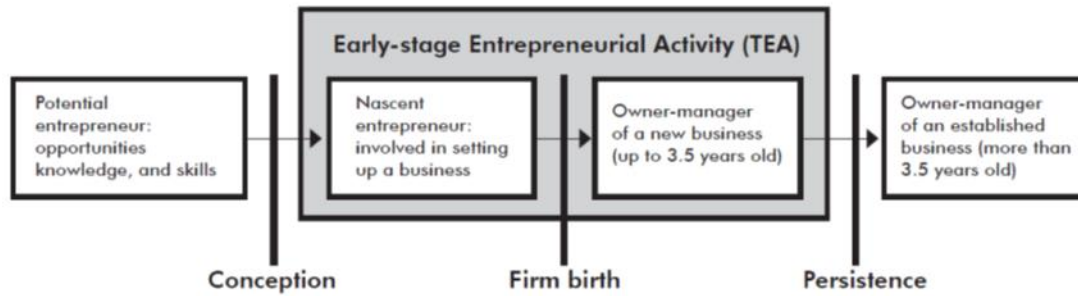 Early-stage Entrepreneurial Activity (TEA)
Potential
entrepreneur:
opportunities
knowledge, and skills
Nascent
entrepreneur:
involved in setting
up a business
Owner-manager
of a new business
(up to 3.5 years old)
Owner-manager
of an established
business (more than
3.5 years old)
Conception
Firm birth
Persistence